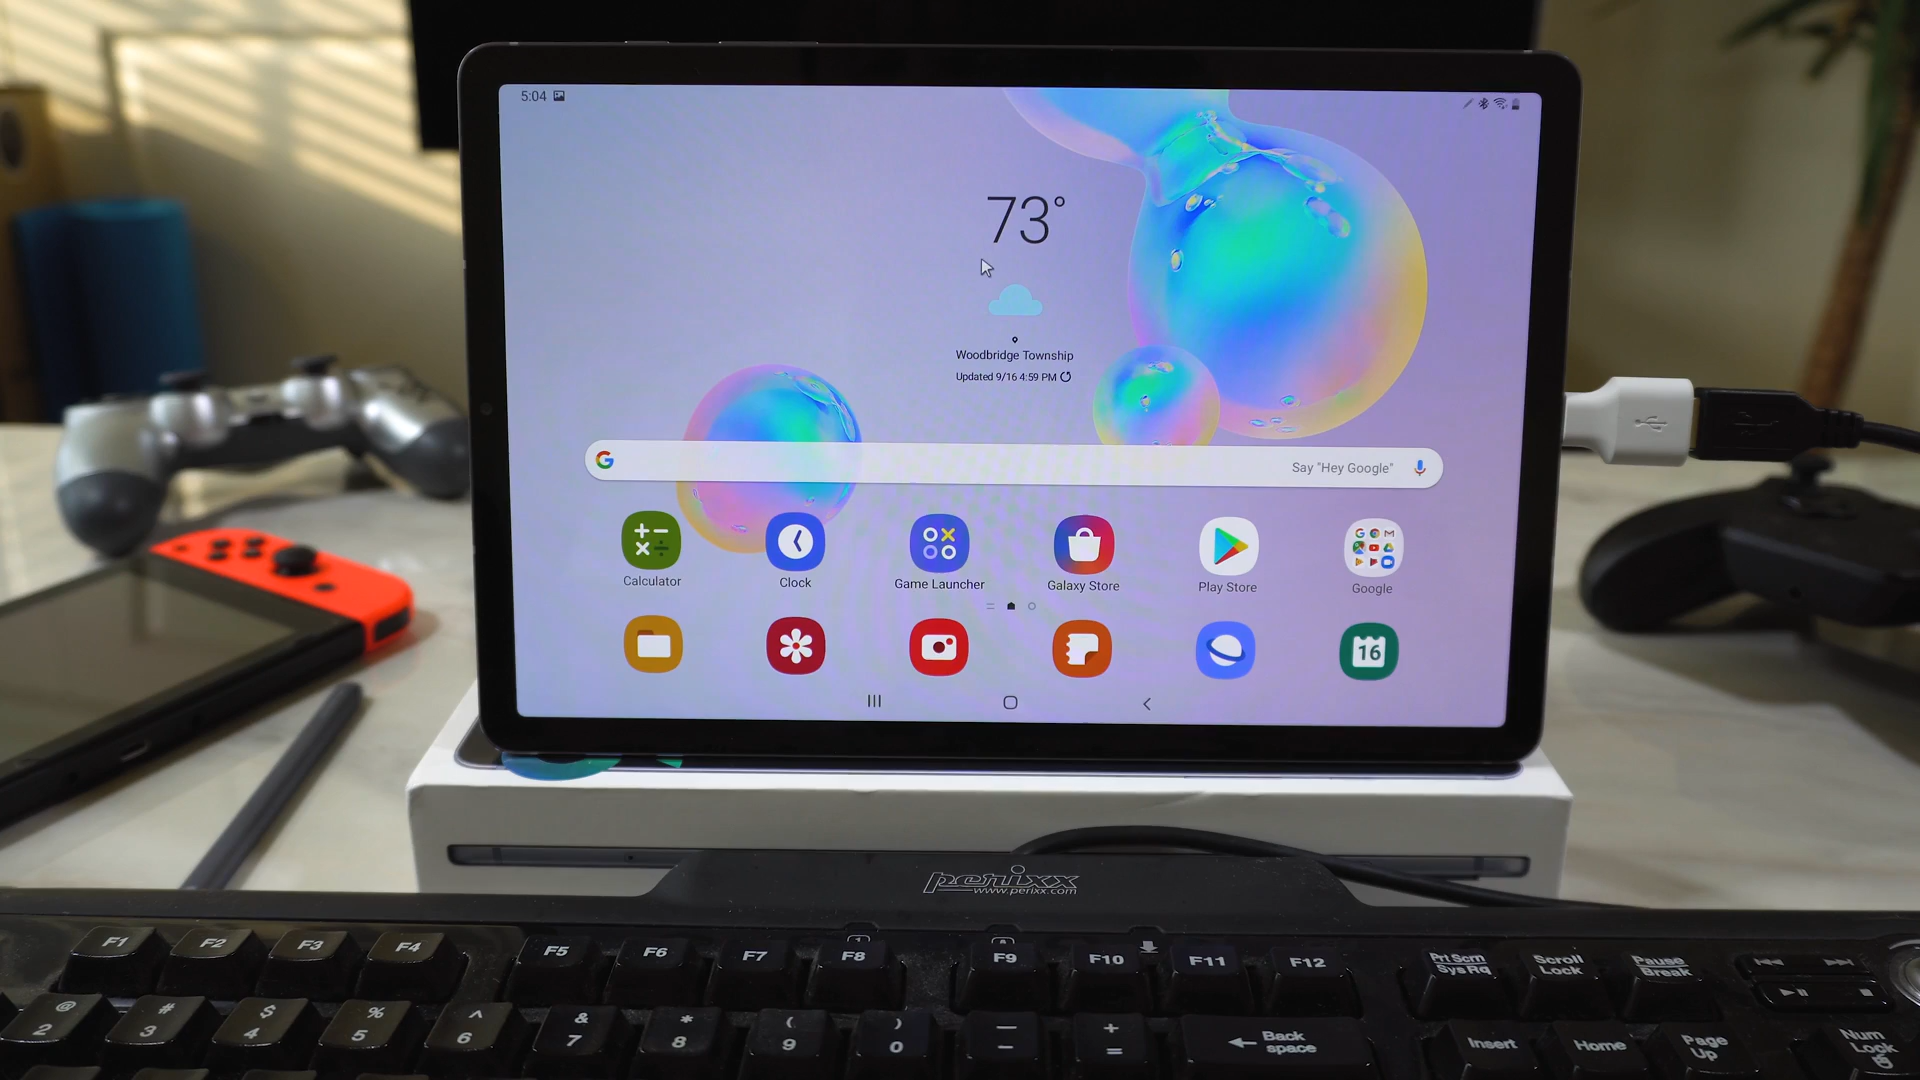 5:04
73°
Woodbridge Township
Updated 9/16 4:59 PM
Say "Hey Google"
Calculator
Clock
Game Launcher
Galaxy Store
Play Store
Google
16
perixx
www.perixx.com
F1 F2 F3 F4 F5 F6 F7 F8 F9 F10 F11 F12
Prt Scrn
SysRq
Scroll
Lock
Pause
Break
@
2
#
3
$
4
%
5
^
6
&
7
*
8
(
9
)
0
—
–
+
=
← Back
space
Insert
Home
Page
Up
Num
Lock